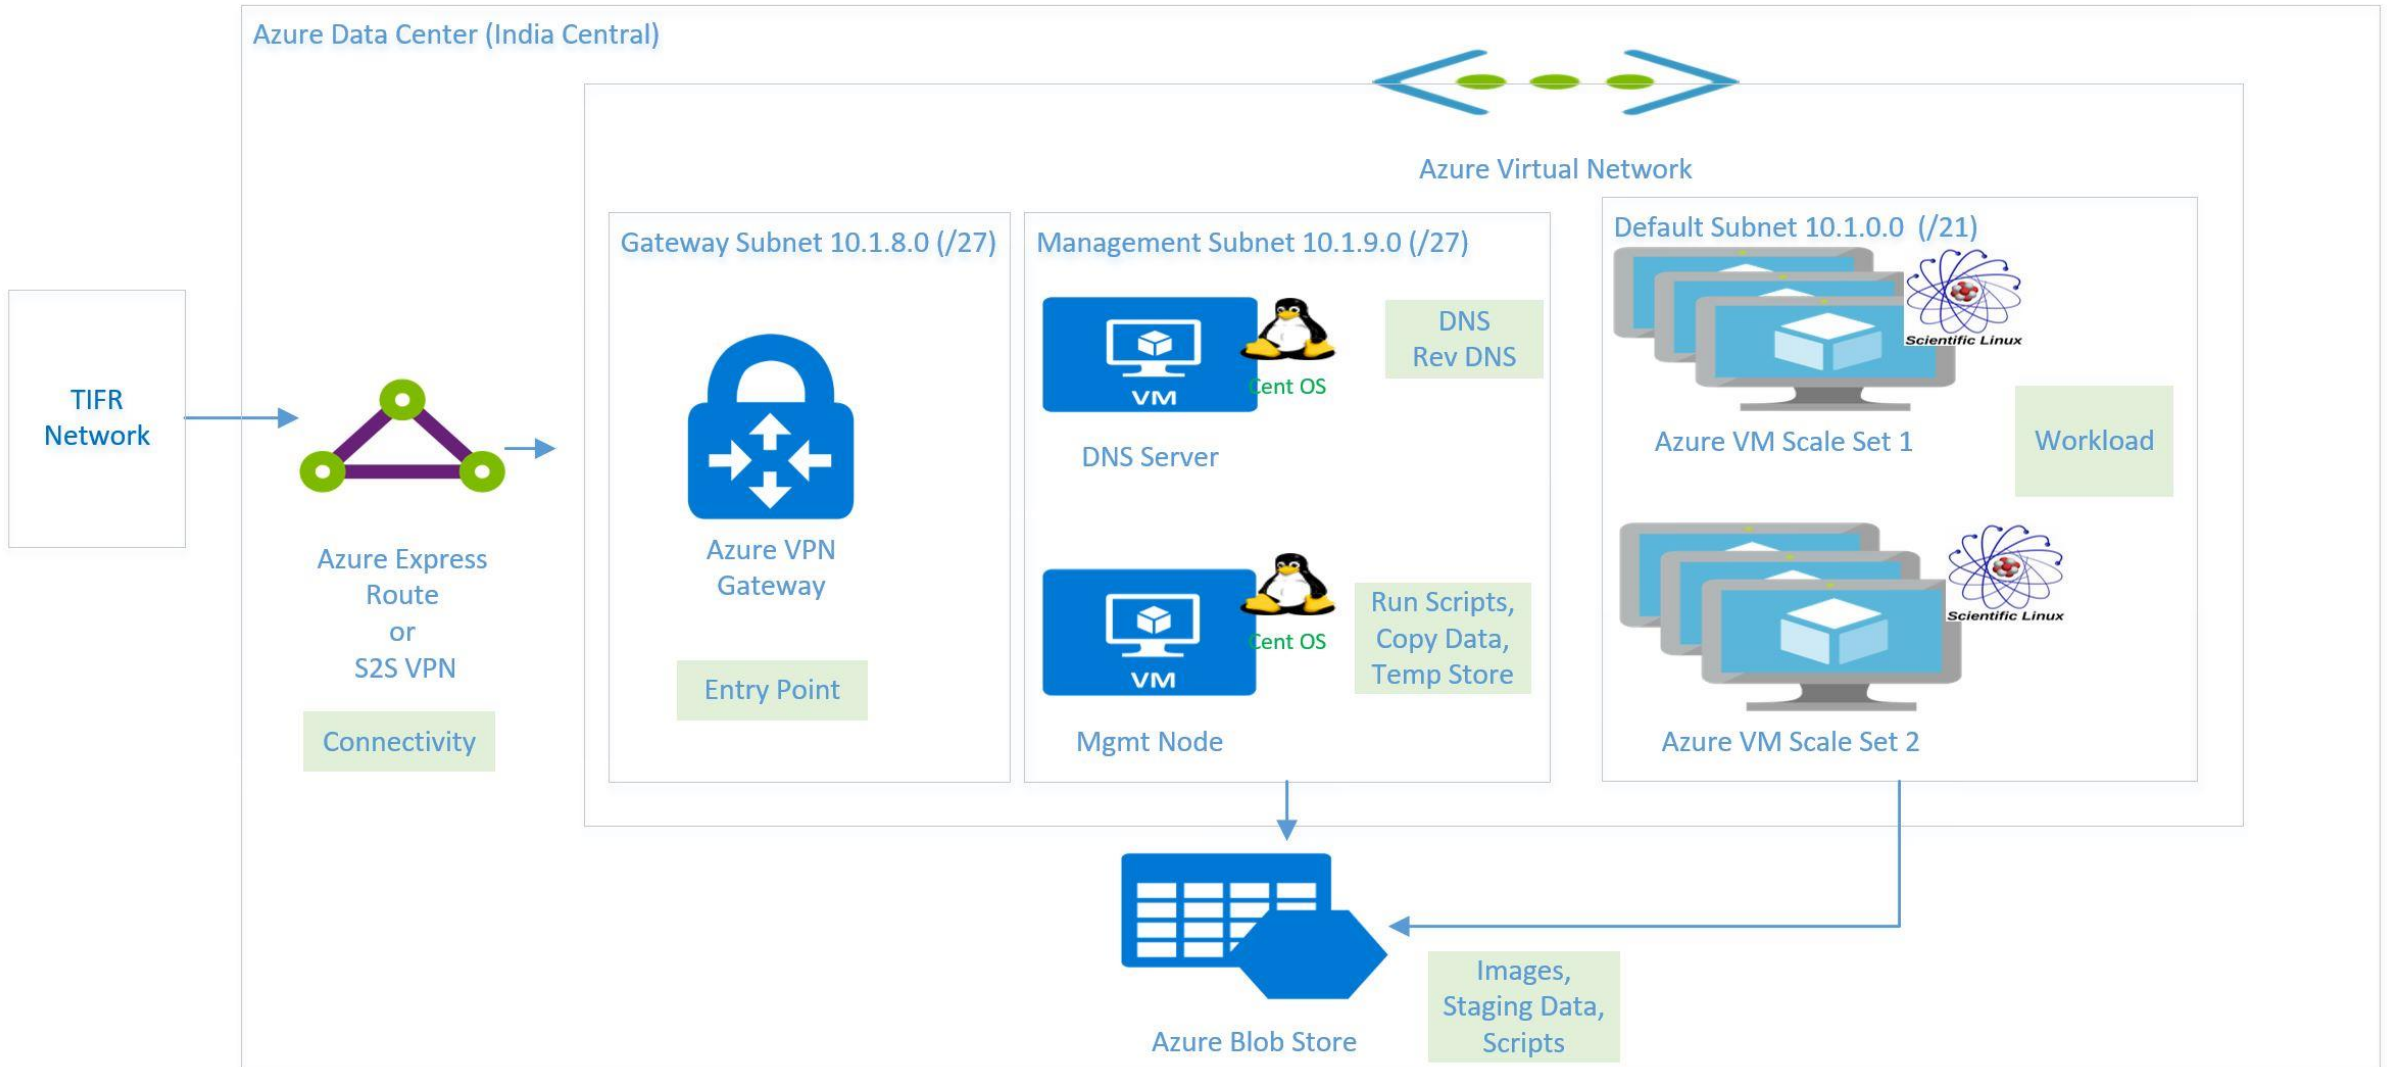 Azure Data Center (India Central)
Azure Virtual Network
TIFR
Network
Azure Express
Route
or
S2S VPN
Connectivity
Gateway Subnet 10.1.8.0 (/27)
Azure VPN
Gateway
Entry Point
Management Subnet 10.1.9.0 (/27)
VM
Cent OS
DNS
Rev DNS
DNS Server
VM
Cent OS
Run Scripts,
Copy Data,
Temp Store
Mgmt Node
Default Subnet 10.1.0.0 (/21)
Scientific Linux
Azure VM Scale Set 1
Workload
Scientific Linux
Azure VM Scale Set 2
Azure Blob Store
Images,
Staging Data,
Scripts